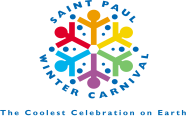 SAINT PAUL
WINTER CARNIVAL
The Coolest Celebration on Earth